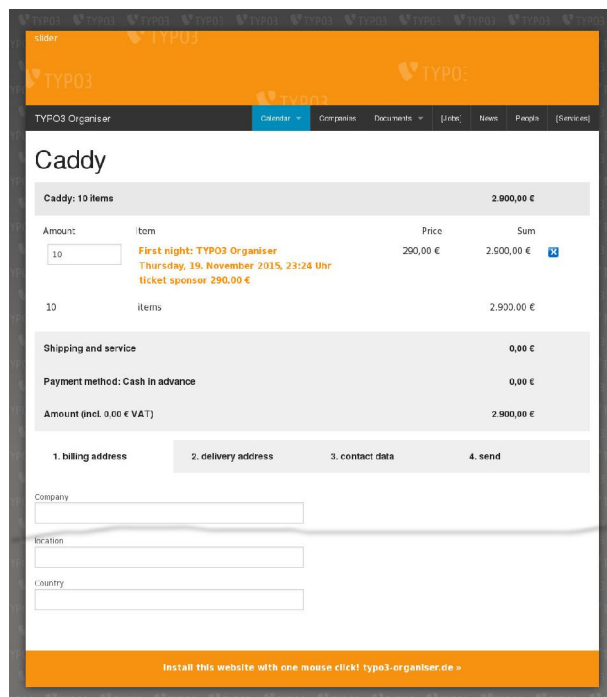 slider
TYPO3
TYPO3
TYPO3
TYPO3
TYPO3 Organiser Calendar Companies Documents [Jobs] News People [Services]
Caddy
Caddy: 10 items 2.900,00 €
Amount Item Price Sum
10 First night: TYPO3 Organiser 290,00 € 2.900,00 €
Thursday, 19. November 2015, 23:24 Uhr
ticket sponsor 290.00 €
10 items 2.900,00 €
Shipping and service 0,00 €
Payment method: Cash in advance 0,00 €
Amount (incl. 0,00 € VAT) 2.900,00 €
1. billing address 2. delivery address 3. contact data 4. send
Company
location
Country
Install this website with one mouse click! typo3-organiser.de »